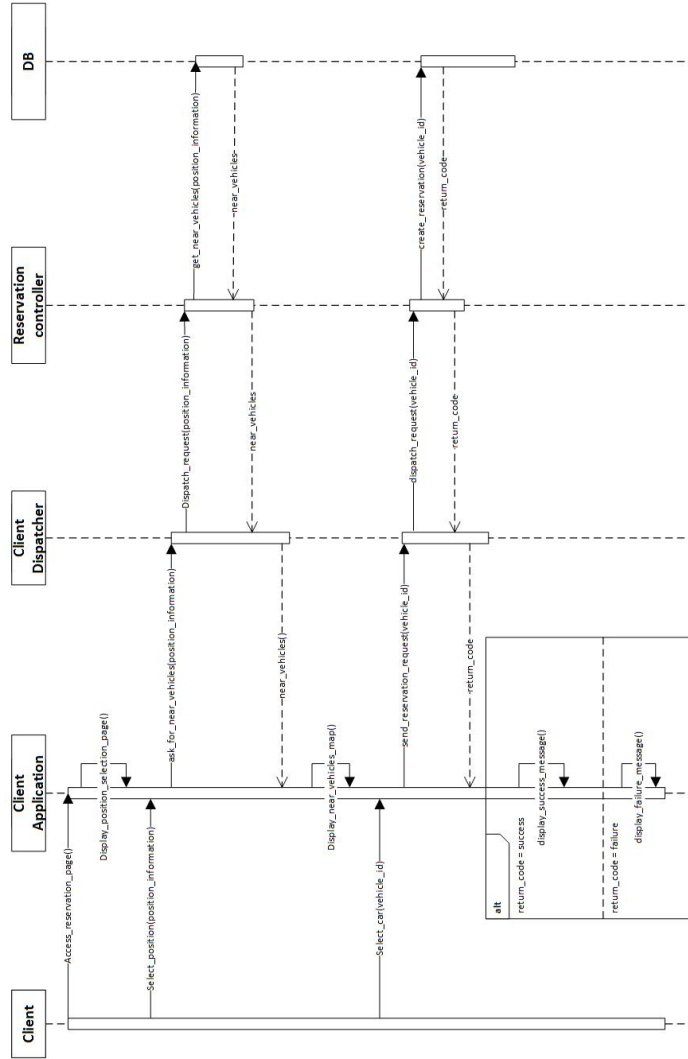 Client
Client
Application
Client
Dispatcher
Reservation
controller
DB
Access_reservation_page()
Display_position_selection_page()
Select_position(position_information)
ask_for_near_vehicles(position_information)
Dispatch_request(position_information)
get_near_vehicles(position_information)
near_vehicles
near_vehicles
near_vehicles()
Display_near_vehicles_map()
Select_car(vehicle_id)
send_reservation_request(vehicle_id)
dispatch_request(vehicle_id)
create_reservation(vehicle_id)
return_code
return_code
return_code
alt
return_code = success
display_success_message()
return_code = failure
display_failure_message()